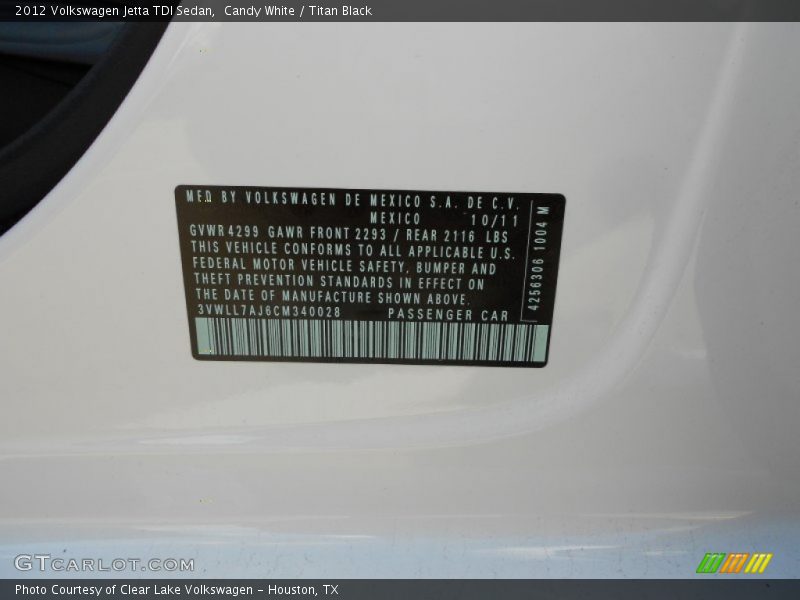 2012 Volkswagen Jetta TDI Sedan,  Candy White / Titan Black
MFD BY VOLKSWAGEN DE MEXICO S.A. DE C.V.
MEXICO 10/11
GVWR 4299 GAWR FRONT 2293 / REAR 2116 LBS
THIS VEHICLE CONFORMS TO ALL APPLICABLE U.S.
FEDERAL MOTOR VEHICLE SAFETY, BUMPER AND
THEFT PREVENTION STANDARDS IN EFFECT ON
THE DATE OF MANUFACTURE SHOWN ABOVE.
3VWLL7AJ6CM340028 PASSENGER CAR
4256306 1004 M
GTCARLOT.COM
Photo Courtesy of Clear Lake Volkswagen – Houston, TX